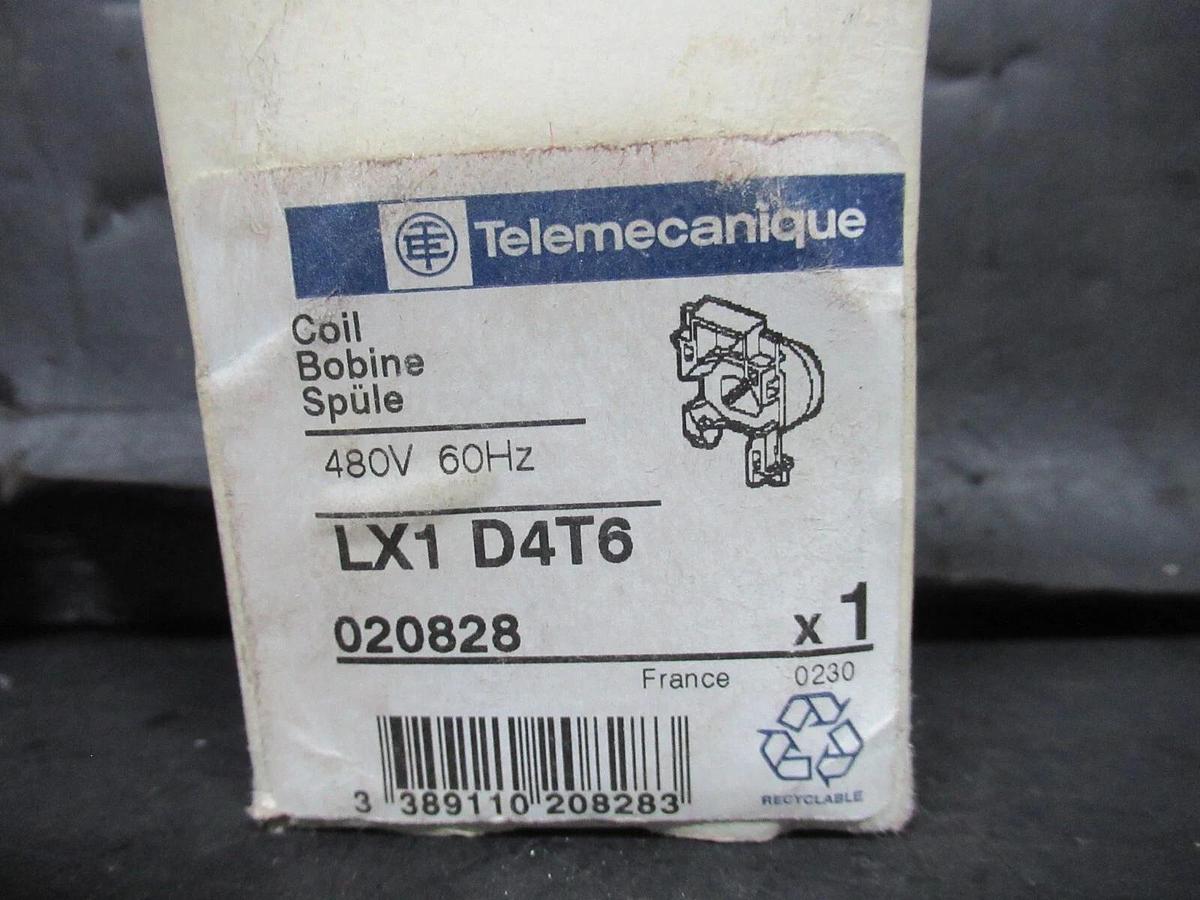 Telemecanique
Coil
Bobine
Spüle
480V 60Hz
LX1 D4T6
020828 x 1
France 0230
3 389110 208283
RECYCLABLE